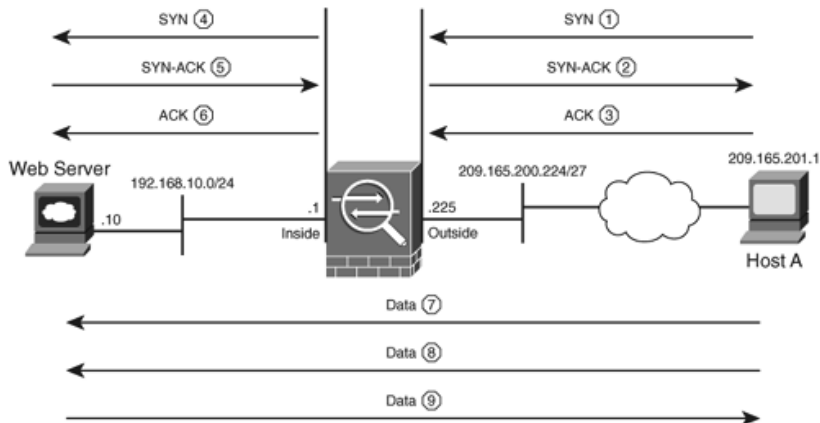 SYN ④ SYN ①
SYN-ACK ⑤ SYN-ACK ②
ACK ⑥ ACK ③
Web Server
192.168.10.0/24
209.165.200.224/27
209.165.201.1
.10
.1
.225
Inside
Outside
Host A
Data ⑦
Data ⑧
Data ⑨